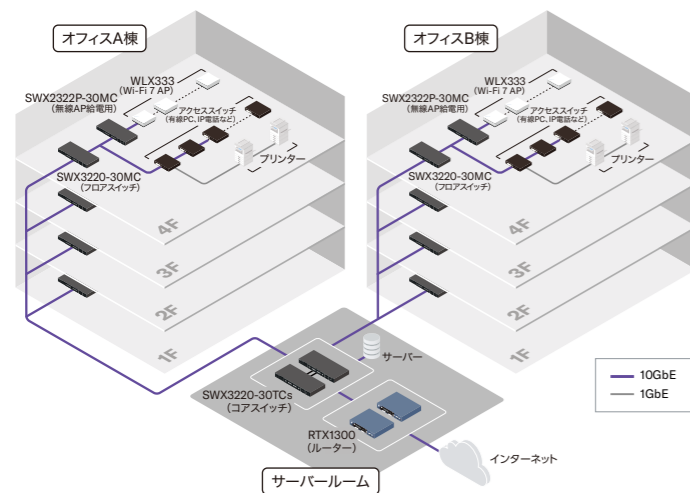 オフィスA棟
WLX333
(Wi-Fi 7 AP)
SWX2322P-30MC
(無線AP給電用)
アクセススイッチ
(有線PC、IP電話など)
プリンター
SWX3220-30MC
(フロアスイッチ)
4F
3F
2F
1F
オフィスB棟
WLX333
(Wi-Fi 7 AP)
SWX2322P-30MC
(無線AP給電用)
アクセススイッチ
(有線PC、IP電話など)
プリンター
SWX3220-30MC
(フロアスイッチ)
4F
3F
2F
1F
サーバー
SWX3220-30TCs
(コアスイッチ)
RTX1300
(ルーター)
インターネット
サーバールーム
10GbE
1GbE